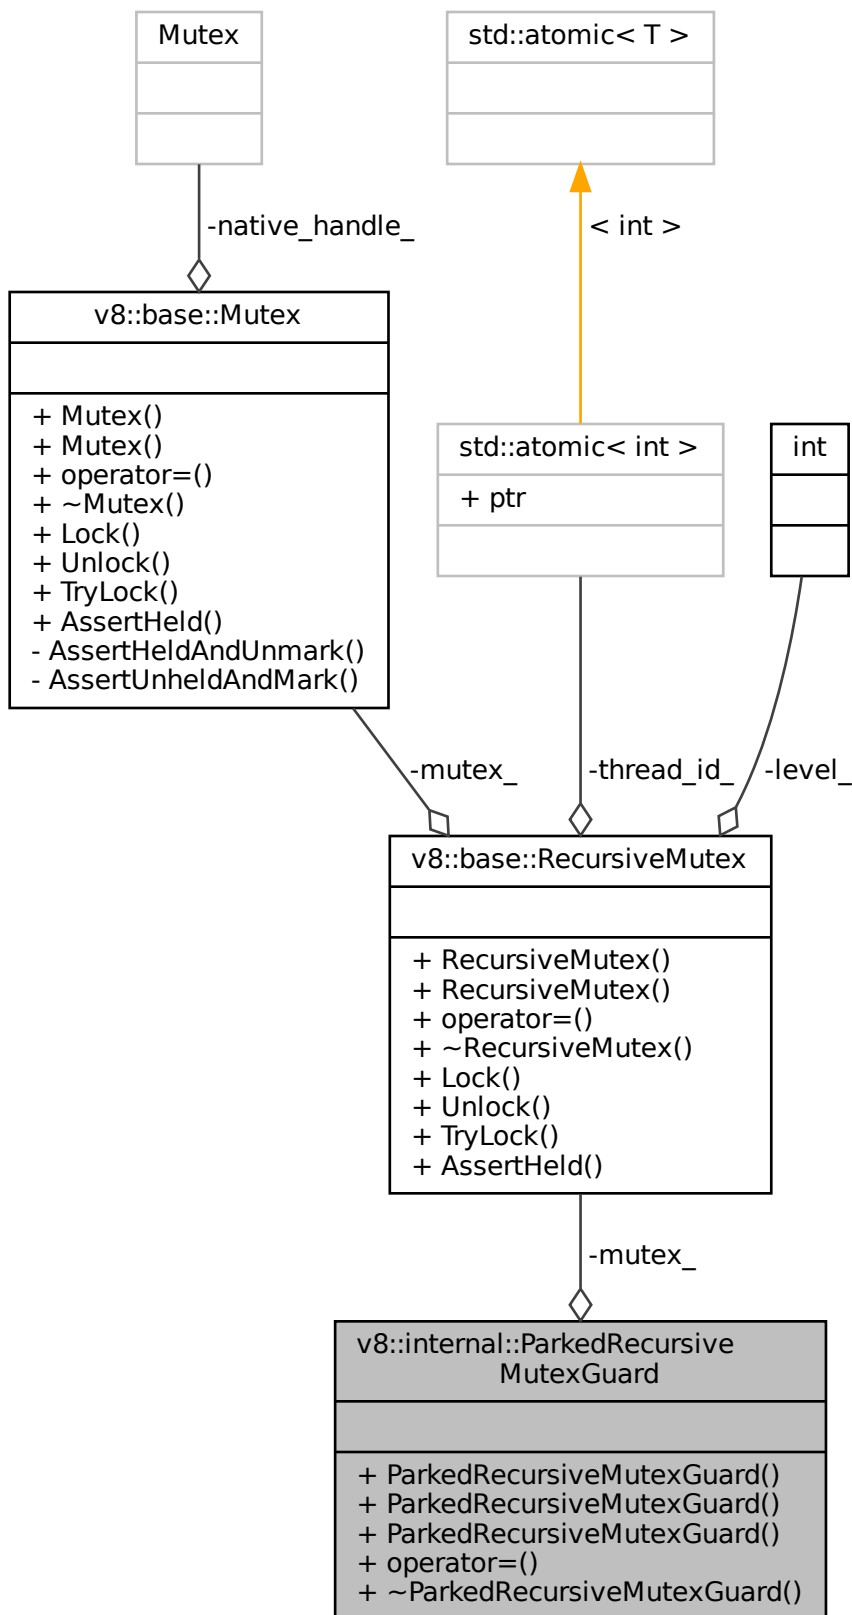 Mutex
std::atomic< T >
-native_handle_
< int >
v8::base::Mutex
+ Mutex()
+ Mutex()
+ operator=()
+ ~Mutex()
+ Lock()
+ Unlock()
+ TryLock()
+ AssertHeld()
- AssertHeldAndUnmark()
- AssertUnheldAndMark()
std::atomic< int >
+ ptr
int
-mutex_
-thread_id_
-level_
v8::base::RecursiveMutex
+ RecursiveMutex()
+ RecursiveMutex()
+ operator=()
+ ~RecursiveMutex()
+ Lock()
+ Unlock()
+ TryLock()
+ AssertHeld()
-mutex_
v8::internal::ParkedRecursive
MutexGuard
+ ParkedRecursiveMutexGuard()
+ ParkedRecursiveMutexGuard()
+ ParkedRecursiveMutexGuard()
+ operator=()
+ ~ParkedRecursiveMutexGuard()